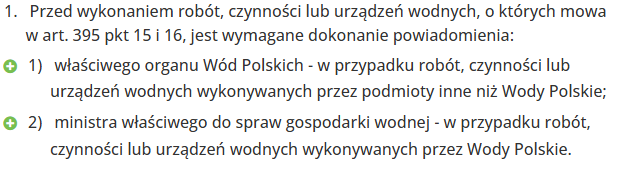 1. Przed wykonaniem robót, czynności lub urządzeń wodnych, o których mowa
w art. 395 pkt 15 i 16, jest wymagane dokonanie powiadomienia:
1) właściwego organu Wód Polskich - w przypadku robót, czynności lub
urządzeń wodnych wykonywanych przez podmioty inne niż Wody Polskie;
2) ministra właściwego do spraw gospodarki wodnej - w przypadku robót,
czynności lub urządzeń wodnych wykonywanych przez Wody Polskie.